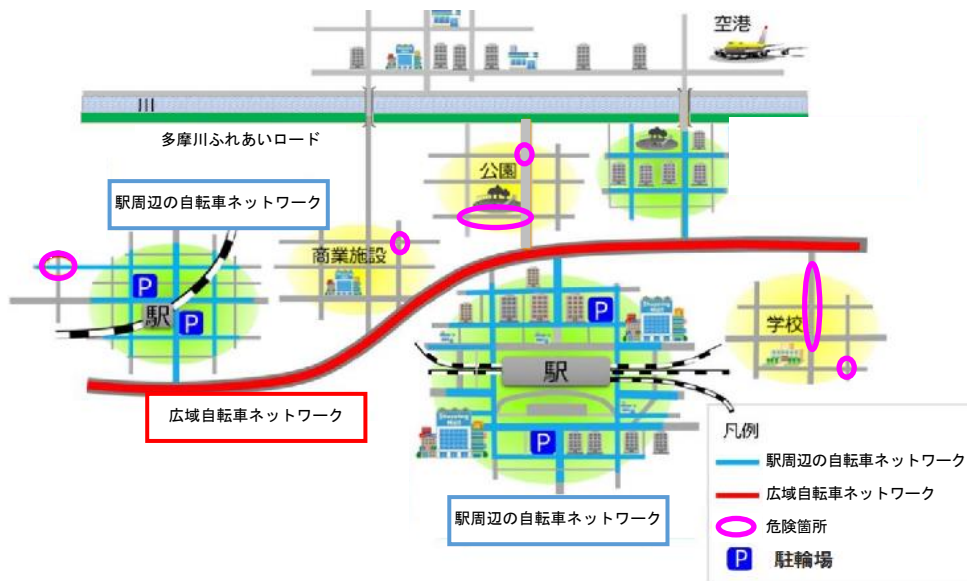 空港
多摩川ふれあいロード
公園
駅周辺の自転車ネットワーク
商業施設
P
駅
P
P
学校
駅
広域自転車ネットワーク
P
駅周辺の自転車ネットワーク
凡例
駅周辺の自転車ネットワーク
広域自転車ネットワーク
危険箇所
P 駐輪場